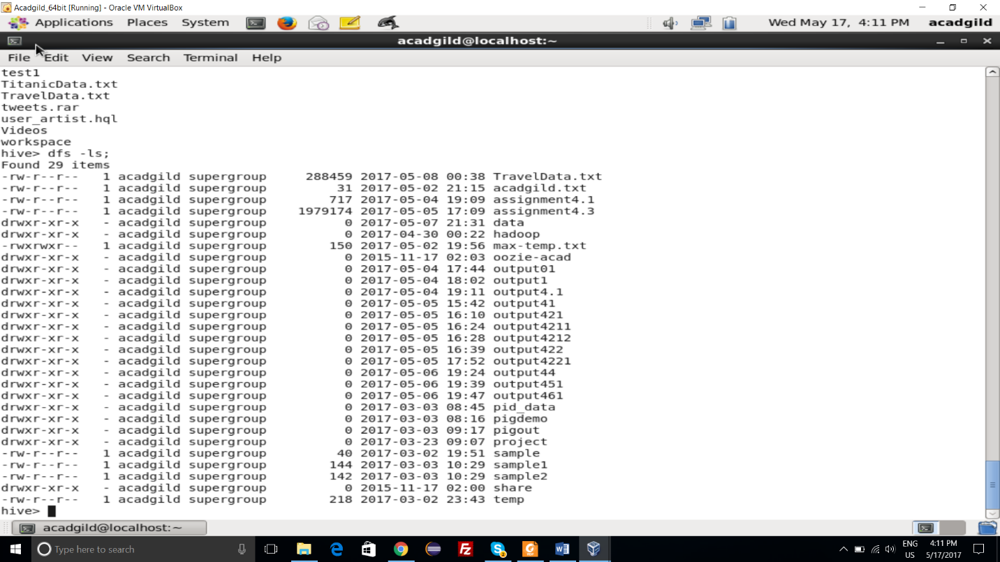 Acadgild_64bit [Running] - Oracle VM VirtualBox
Applications Places System Wed May 17, 4:11 PM acadgild
acadgild@localhost:~
File Edit View Search Terminal Help
test1
TitanicData.txt
TravelData.txt
tweets.rar
user_artist.hql
Videos
workspace
hive> dfs -ls;
Found 29 items
-rw-r--r-- 1 acadgild supergroup 288459 2017-05-08 00:38 TravelData.txt
-rw-r--r-- 1 acadgild supergroup 31 2017-05-02 21:15 acadgild.txt
-rw-r--r-- 1 acadgild supergroup 717 2017-05-04 19:09 assignment4.1
-rw-r--r-- 1 acadgild supergroup 1979174 2017-05-05 17:09 assignment4.3
drwxr-xr-x - acadgild supergroup 0 2017-05-07 21:31 data
drwxr-xr-x - acadgild supergroup 0 2017-04-30 00:22 hadoop
-rwxrwxr-- 1 acadgild supergroup 150 2017-05-02 19:56 max-temp.txt
drwxr-xr-x - acadgild supergroup 0 2015-11-17 02:03 oozie-acad
drwxr-xr-x - acadgild supergroup 0 2017-05-04 17:44 output01
drwxr-xr-x - acadgild supergroup 0 2017-05-04 18:02 output1
drwxr-xr-x - acadgild supergroup 0 2017-05-04 19:11 output4.1
drwxr-xr-x - acadgild supergroup 0 2017-05-05 15:42 output41
drwxr-xr-x - acadgild supergroup 0 2017-05-05 16:10 output421
drwxr-xr-x - acadgild supergroup 0 2017-05-05 16:24 output4211
drwxr-xr-x - acadgild supergroup 0 2017-05-05 16:28 output4212
drwxr-xr-x - acadgild supergroup 0 2017-05-05 16:39 output422
drwxr-xr-x - acadgild supergroup 0 2017-05-05 17:52 output4221
drwxr-xr-x - acadgild supergroup 0 2017-05-06 19:24 output44
drwxr-xr-x - acadgild supergroup 0 2017-05-06 19:39 output451
drwxr-xr-x - acadgild supergroup 0 2017-05-06 19:47 output461
drwxr-xr-x - acadgild supergroup 0 2017-03-03 08:45 pid_data
drwxr-xr-x - acadgild supergroup 0 2017-03-03 08:16 pigdemo
drwxr-xr-x - acadgild supergroup 0 2017-03-03 09:17 pigout
drwxr-xr-x - acadgild supergroup 0 2017-03-23 09:07 project
-rw-r--r-- 1 acadgild supergroup 40 2017-03-02 19:51 sample
-rw-r--r-- 1 acadgild supergroup 144 2017-03-03 10:29 sample1
-rw-r--r-- 1 acadgild supergroup 142 2017-03-03 10:29 sample2
drwxr-xr-x - acadgild supergroup 0 2015-11-17 02:00 share
-rw-r--r-- 1 acadgild supergroup 218 2017-03-02 23:43 temp
hive>
acadgild@localhost:~
Type here to search
ENG 4:11 PM
US 5/17/2017